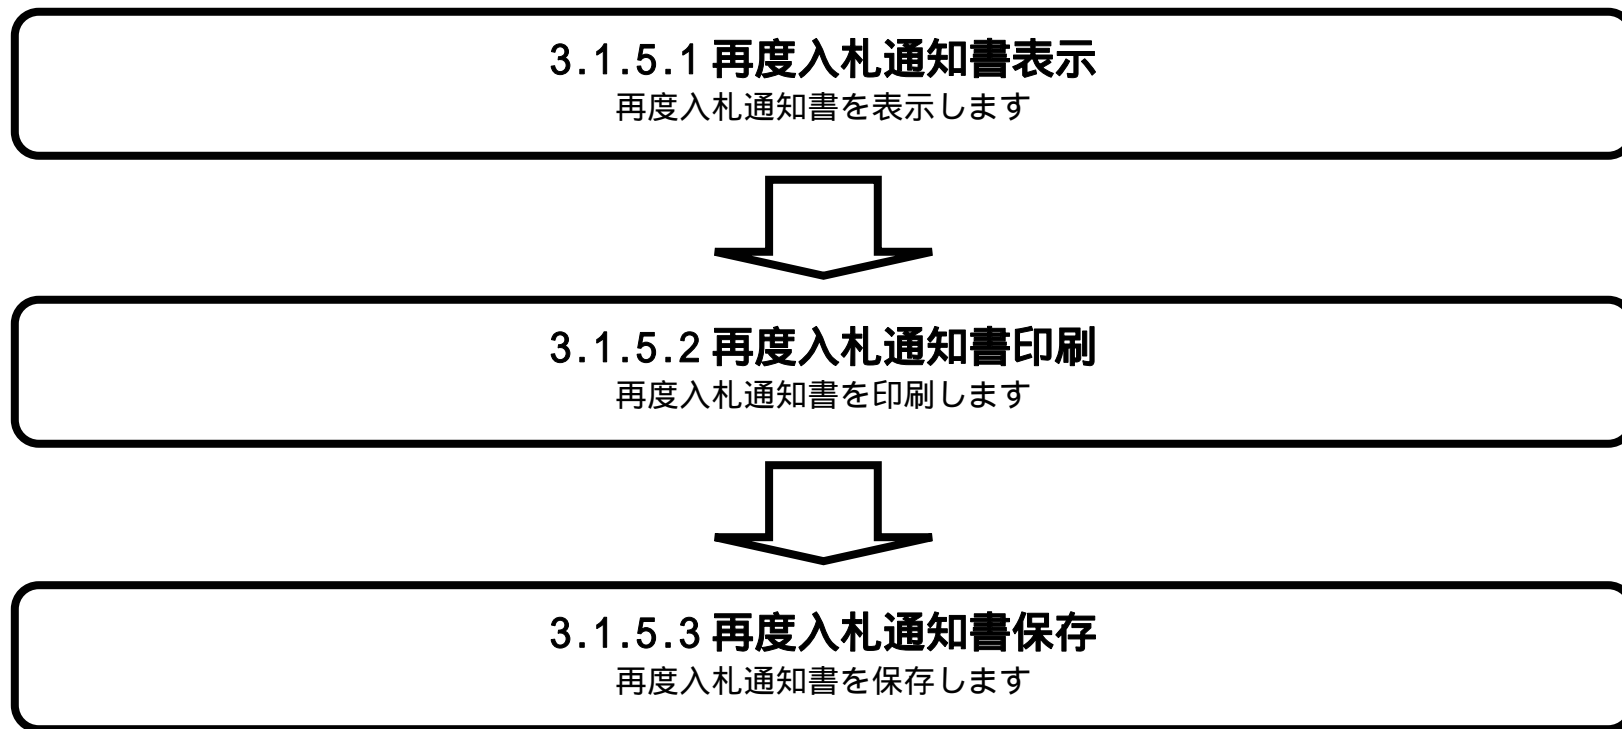 3.1.5.1 再度入札通知書表示
再度入札通知書を表示します
3.1.5.2 再度入札通知書印刷
再度入札通知書を印刷します
3.1.5.3 再度入札通知書保存
再度入札通知書を保存します